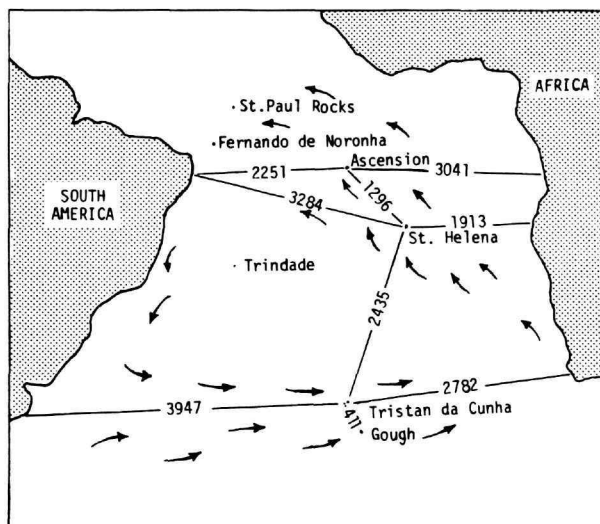 AFRICA
St.Paul Rocks
Fernando de Noronha
Ascension
2251
3041
SOUTH
AMERICA
1296
3284
1913
St. Helena
Trindade
2435
2782
3947
Tristan da Cunha
411
Gough